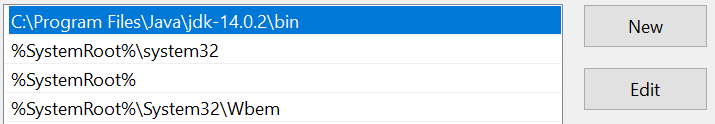 C:\Program Files\Java\jdk-14.0.2\bin
New
%SystemRoot%\system32
%SystemRoot%
Edit
%SystemRoot%\System32\Wbem